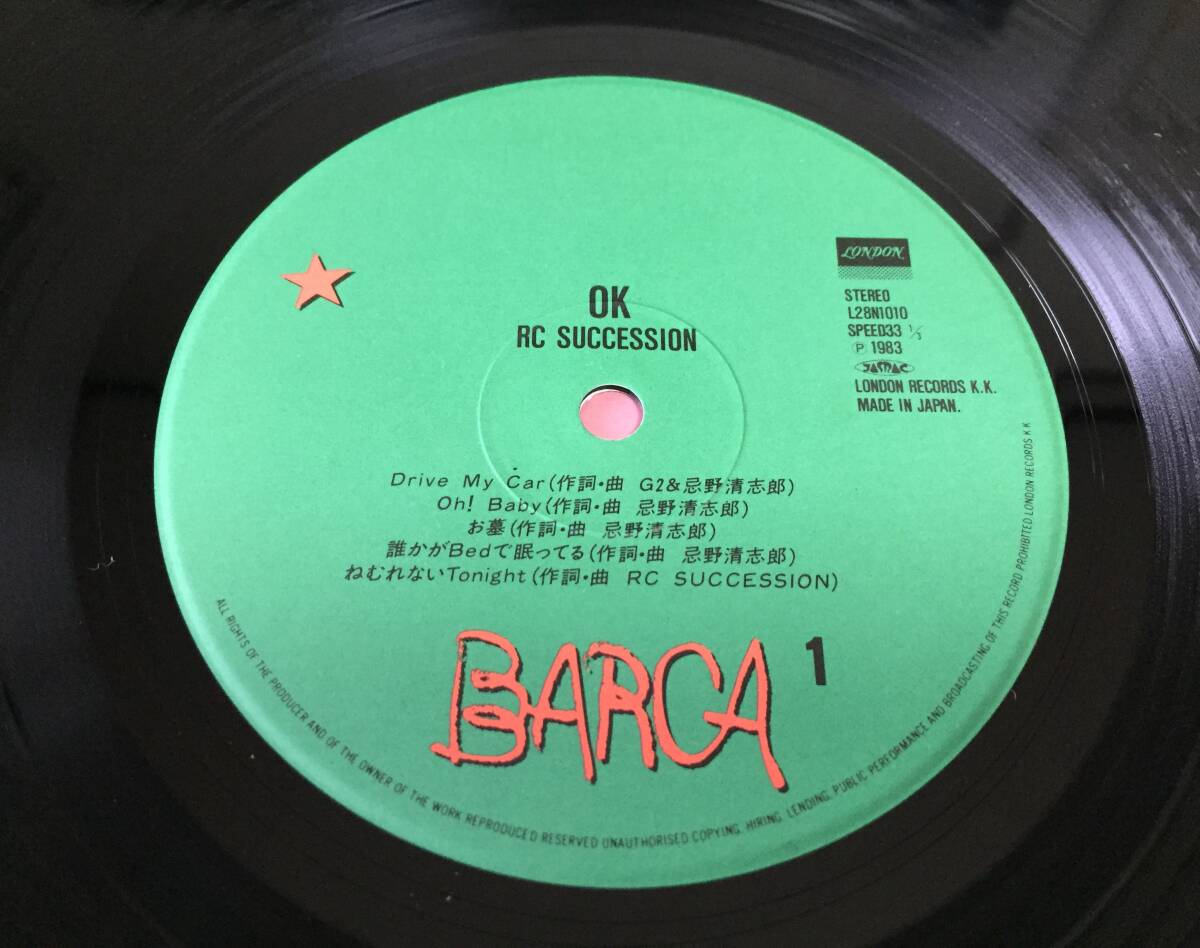 OK
RC SUCCESSION
LONDON
STEREO
L28N1010
SPEED33 1/3
Ⓟ 1983
JASRAC
LONDON RECORDS K.K.
MADE IN JAPAN.
Drive My Car(作詞・曲 G2&忌野清志郎)
Oh! Baby(作詞・曲 忌野清志郎)
お墓(作詞・曲 忌野清志郎)
誰かがBedで眠ってる(作詞・曲 忌野清志郎)
ねむれないTonight(作詞・曲 RC SUCCESSION)
BARCA
1
ALL RIGHTS OF THE PRODUCER AND OF THE OWNER OF THE WORK REPRODUCED RESERVED UNAUTHORISED COPYING. HIRING. LENDING. PUBLIC PERFORMANCE AND BROADCASTING OF THIS RECORD PROHIBITTED LONDON RECORDS K K